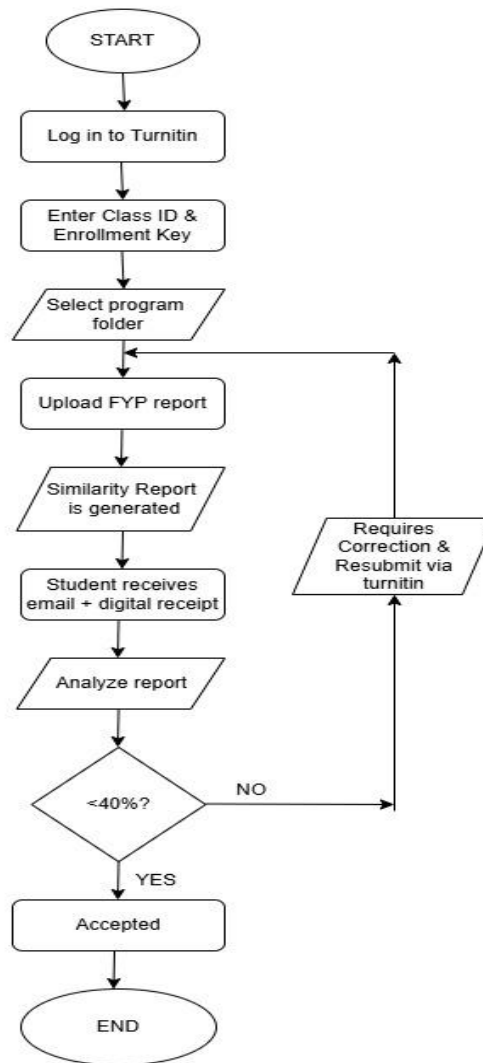 START
Log in to Turnitin
Enter Class ID &
Enrollment Key
Select program
folder
Upload FYP report
Similarity Report
is generated
Requires
Correction &
Resubmit via
turnitin
Student receives
email + digital receipt
Analyze report
<40%?
NO
YES
Accepted
END